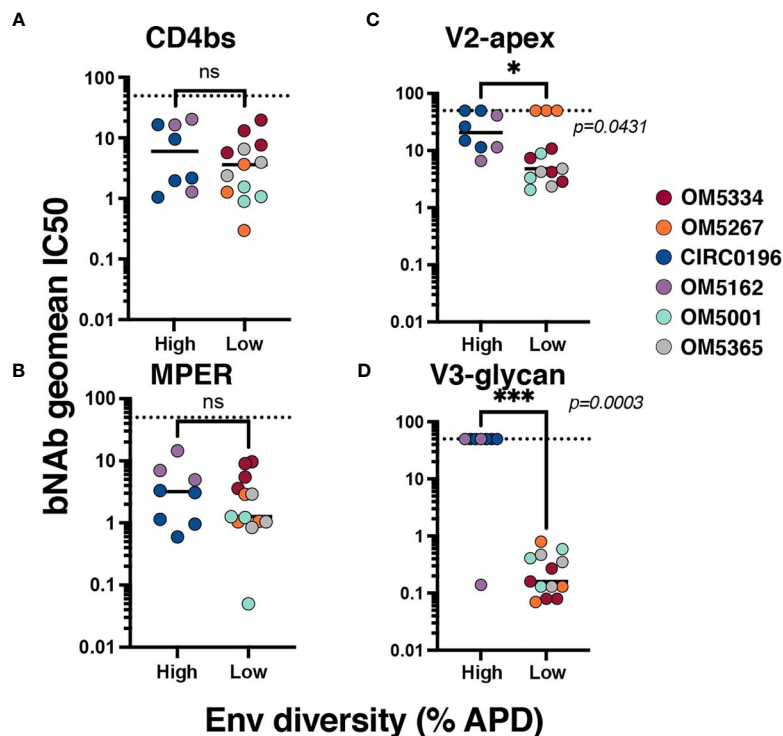 A
CD4bs
ns
100
10
1
0.1
0.01
High
Low
B
MPER
ns
100
10
1
0.1
0.01
High
Low
C
V2-apex
*
p=0.0431
100
10
1
0.1
0.01
High
Low
D
V3-glycan
***
p=0.0003
100
10
1
0.1
0.01
High
Low
OM5334
OM5267
CIRC0196
OM5162
OM5001
OM5365
bNAb geomean IC50
Env diversity (% APD)